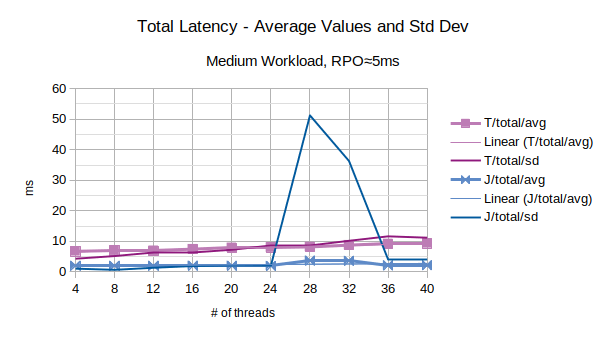 Total Latency - Average Values and Std Dev
Medium Workload, RPO≈5ms
60
50
40
30
20
10
0
ms
4 8 12 16 20 24 28 32 36 40
# of threads
T/total/avg
Linear (T/total/avg)
T/total/sd
J/total/avg
Linear (J/total/avg)
J/total/sd